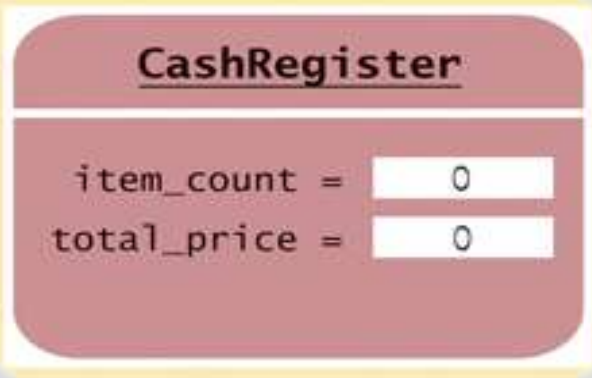 CashRegister
item_count = 0
total_price = 0